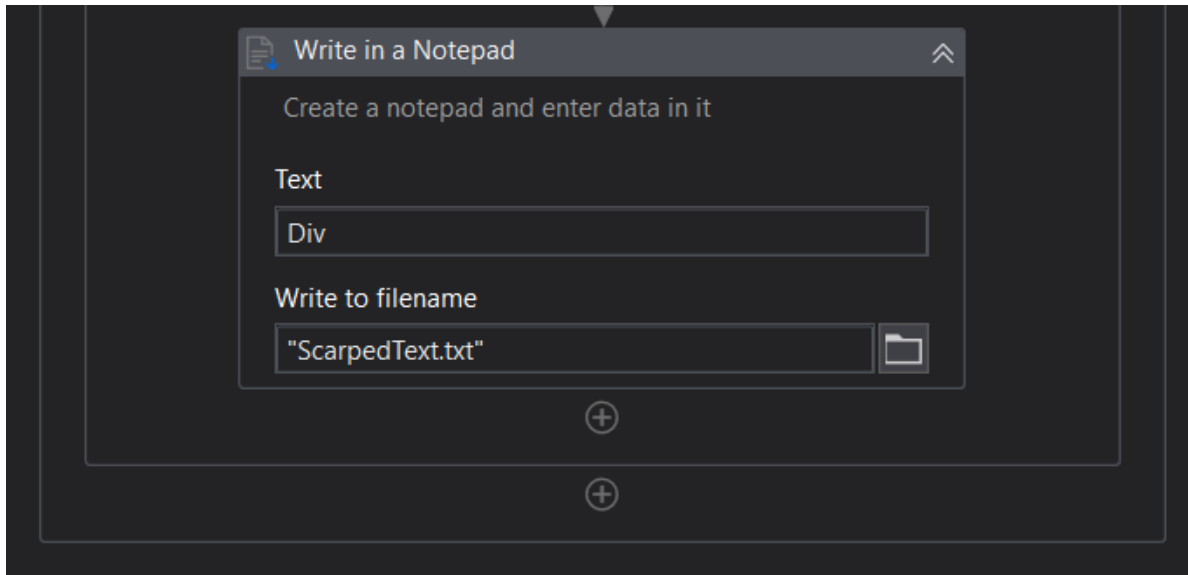 Write in a Notepad
Create a notepad and enter data in it
Text
Div
Write to filename
"ScarpedText.txt"